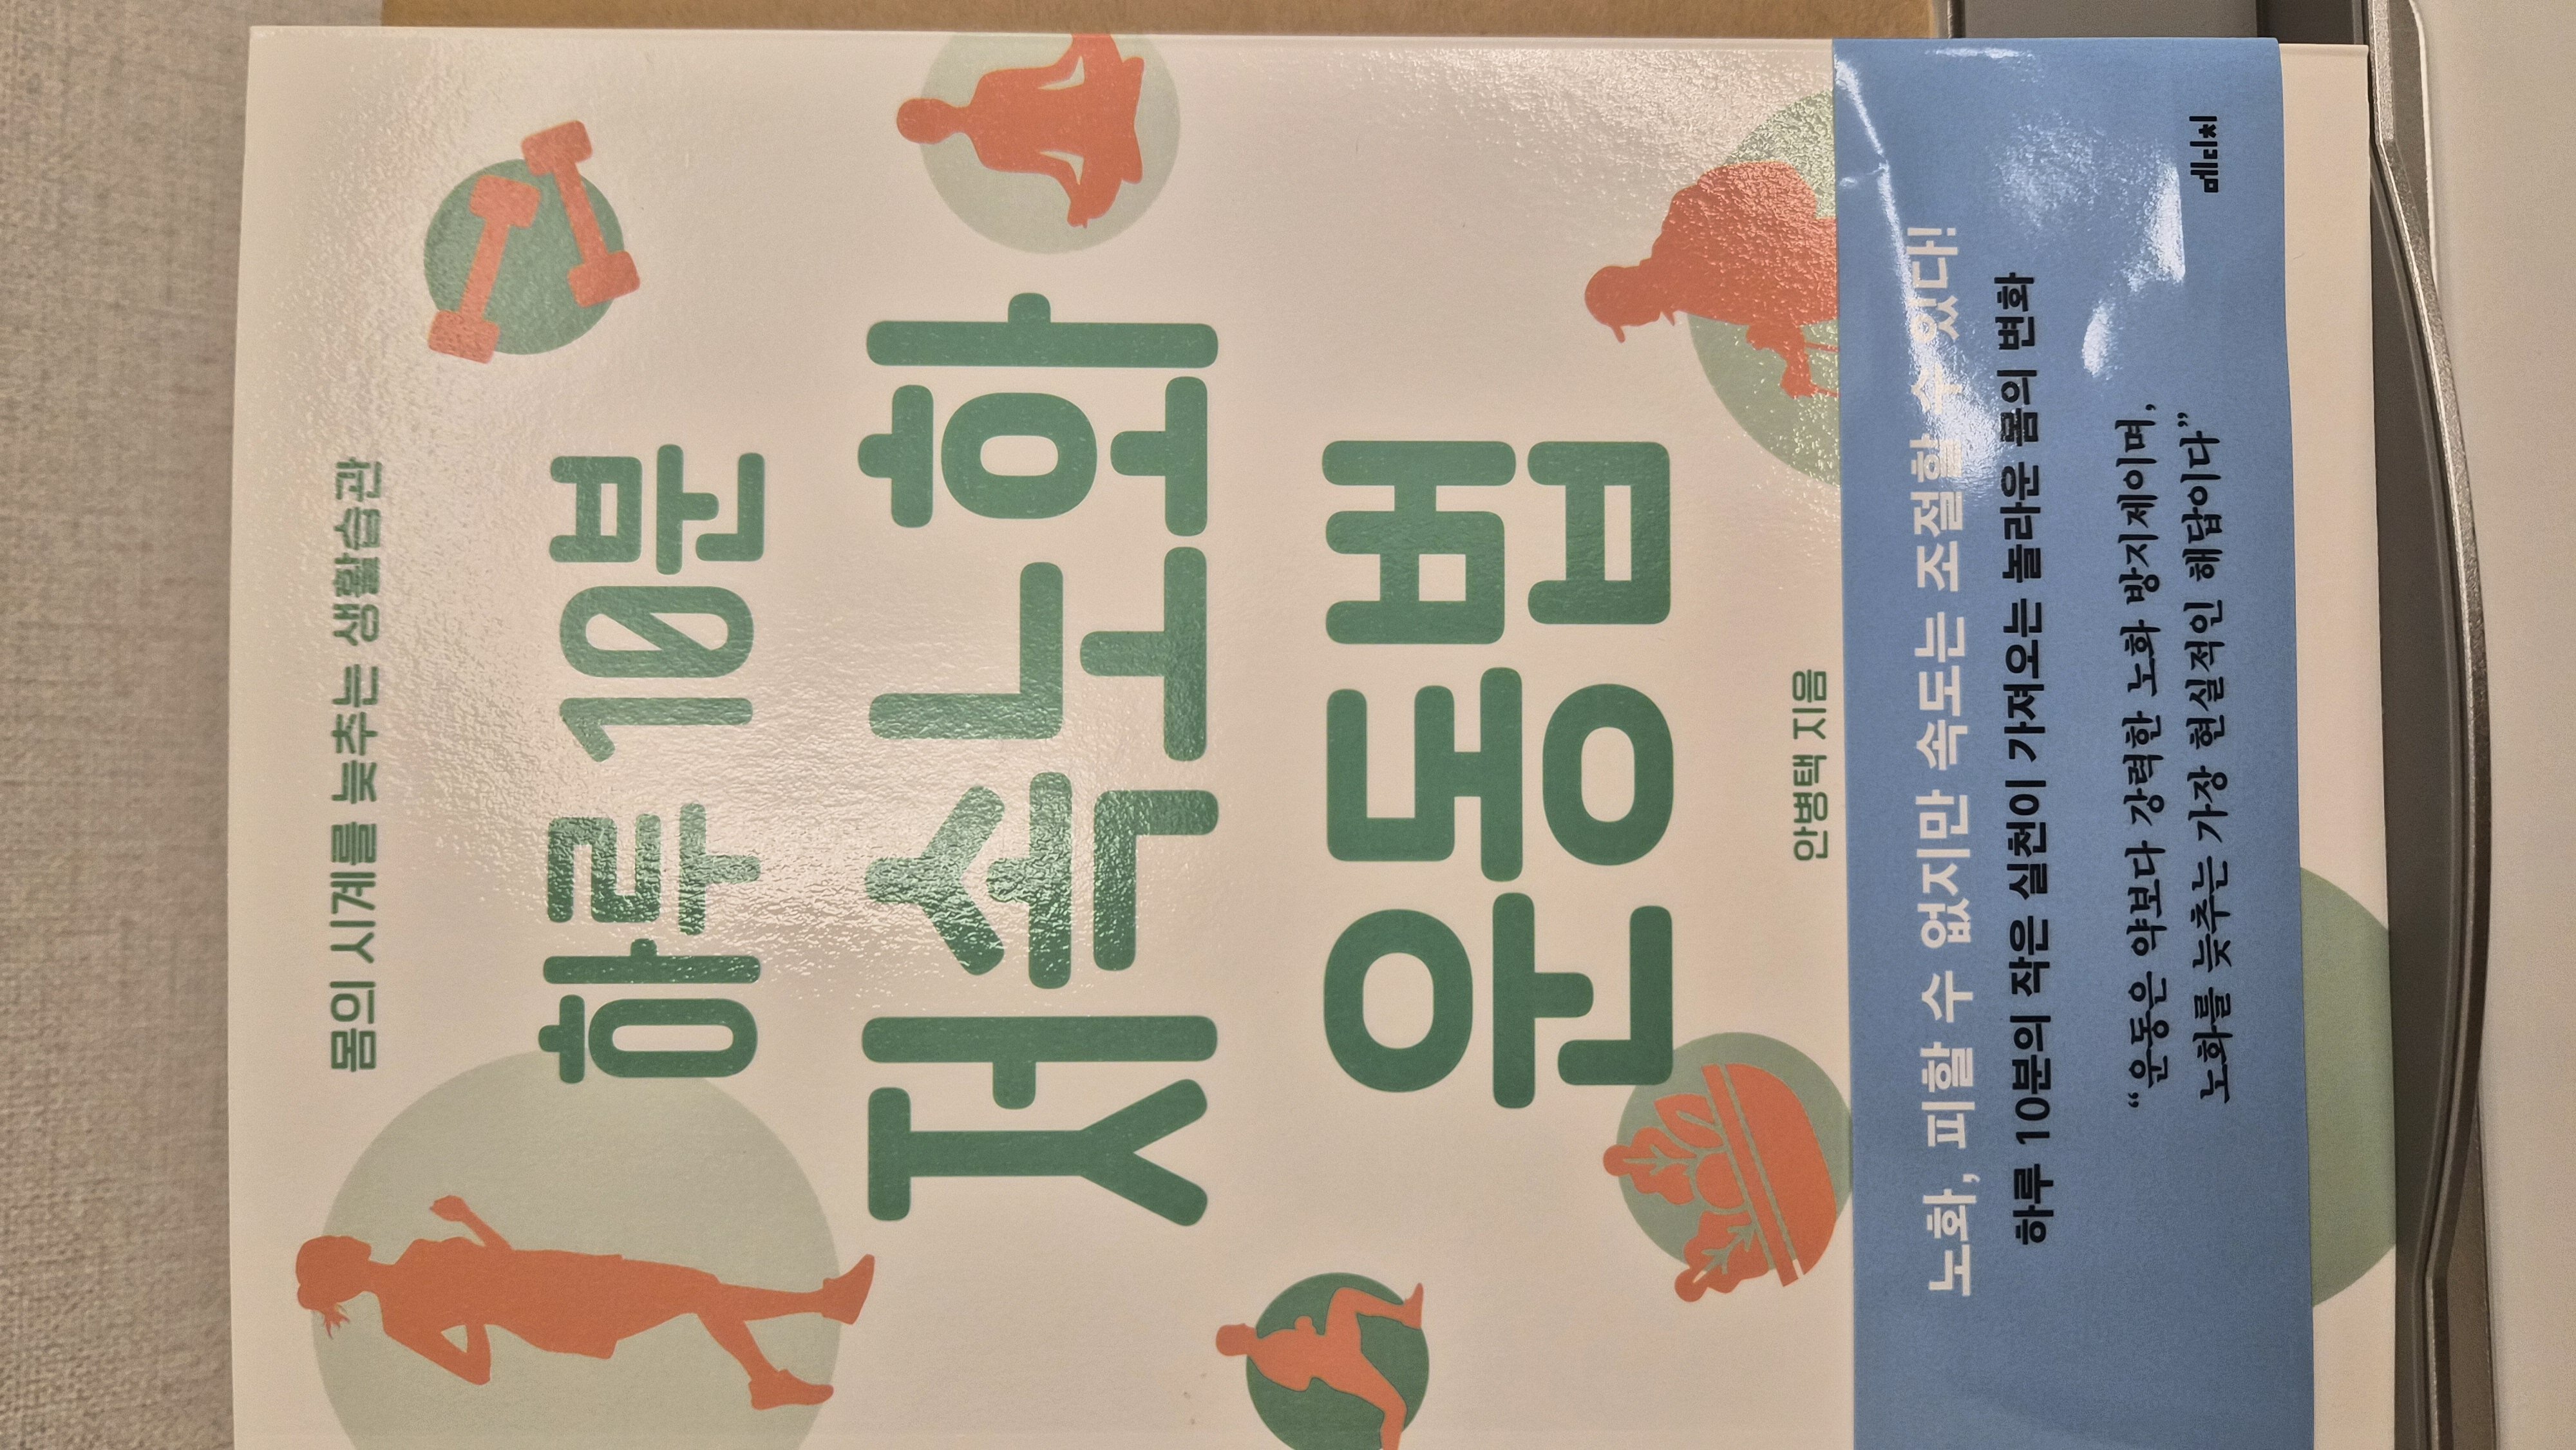 몸의 시계를 늦추는 생활습관
하루 10분
저속노화
운동법
안병택 지음
노화, 피할 수 없지만 속도는 조절할 수 있다!
하루 10분의 작은 실천이 가져오는 놀라운 몸의 변화
“운동은 약보다 강력한 노화 방지제이며,
노화를 늦추는 가장 현실적인 해답이다”
메디치